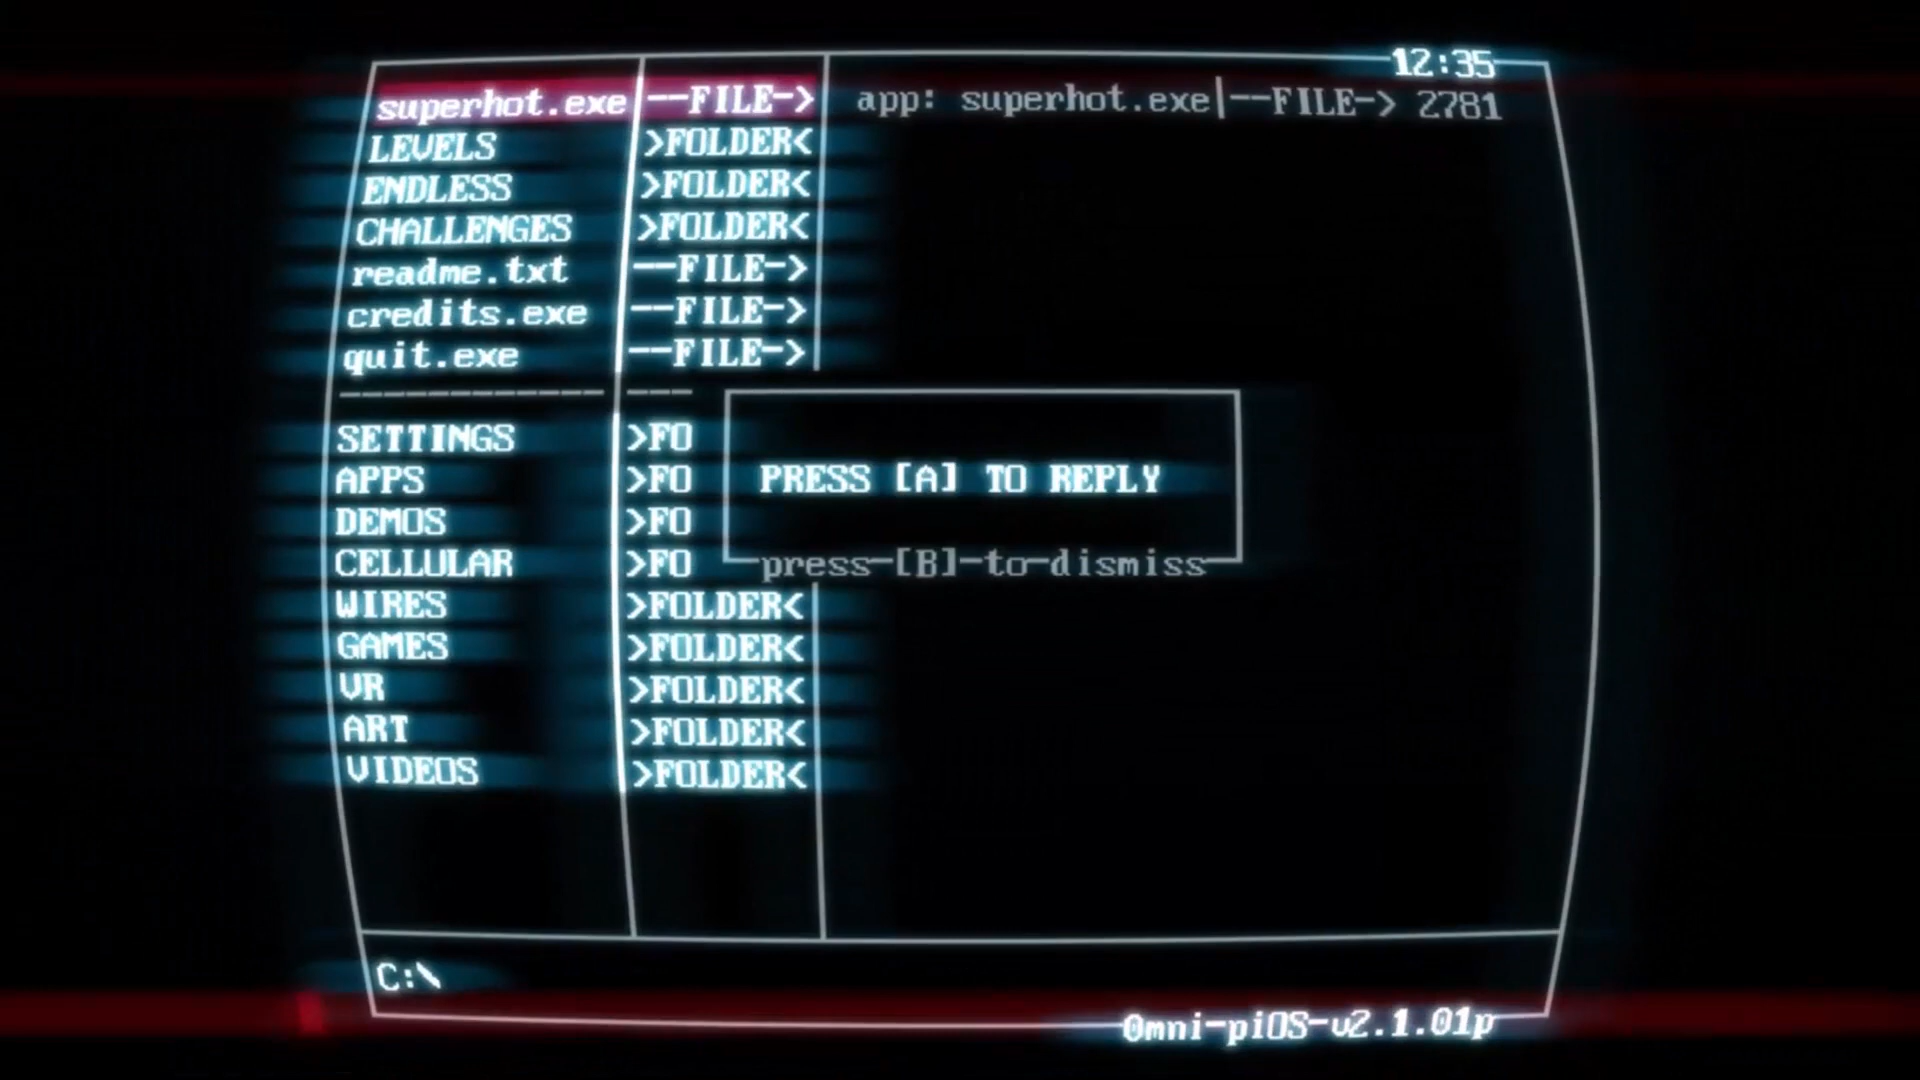 12:35
superhot.exe --FILE-> app: superhot.exe|--FILE-> 2781
LEVELS >FOLDER<
ENDLESS >FOLDER<
CHALLENGES >FOLDER<
readme.txt --FILE->
credits.exe --FILE->
quit.exe --FILE->
SETTINGS >FO
APPS >FO
PRESS [A] TO REPLY
DEMOS >FO
CELLULAR >FO
press-[B]-to-dismiss
WIRES >FOLDER<
GAMES >FOLDER<
VR >FOLDER<
ART >FOLDER<
VIDEOS >FOLDER<
C:\
0mni-piOS-v2.1.01p